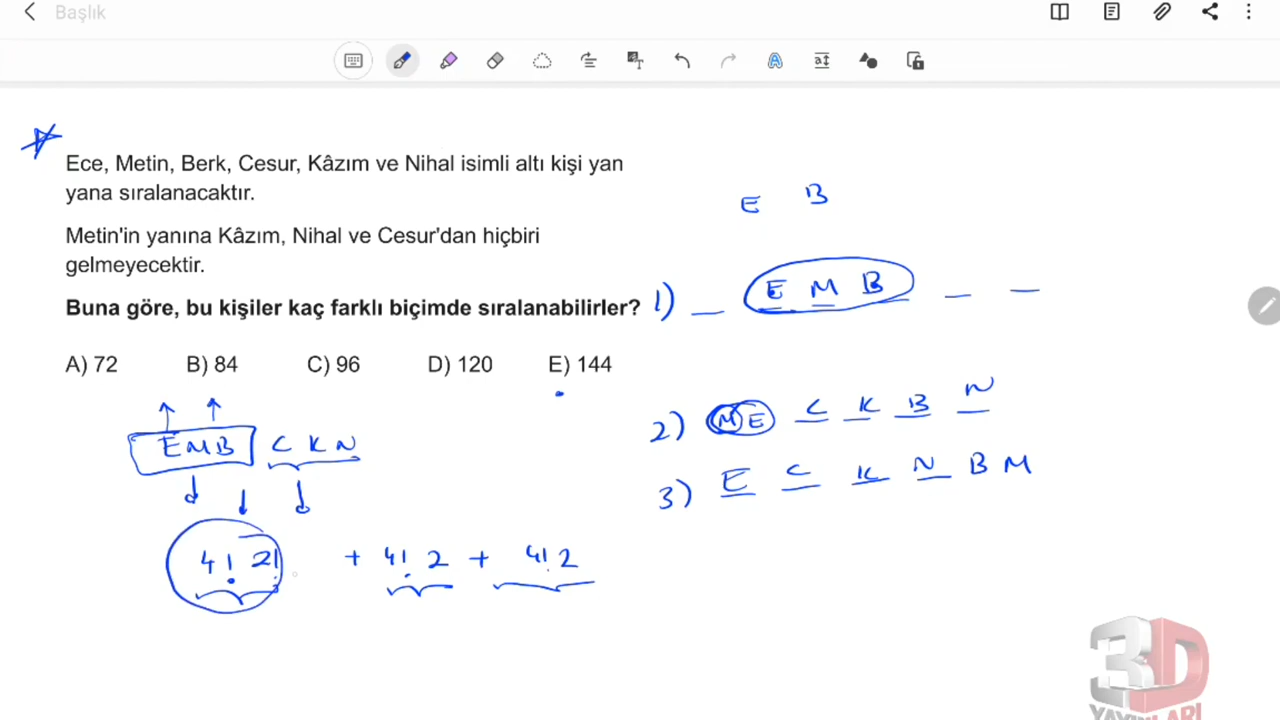 Başlık
Ece, Metin, Berk, Cesur, Kâzım ve Nihal isimli altı kişi yan
yana sıralanacaktır.
Metin'in yanına Kâzım, Nihal ve Cesur'dan hiçbiri
gelmeyecektir.
Buna göre, bu kişiler kaç farklı biçimde sıralanabilirler?
A) 72 B) 84 C) 96 D) 120 E) 144
EMB C K N
4! 2! + 4! 2 + 4! 2
E B
1) _ E M B _ _
2) M E C K B N
3) E C K N B M
3D
YAYINLARI